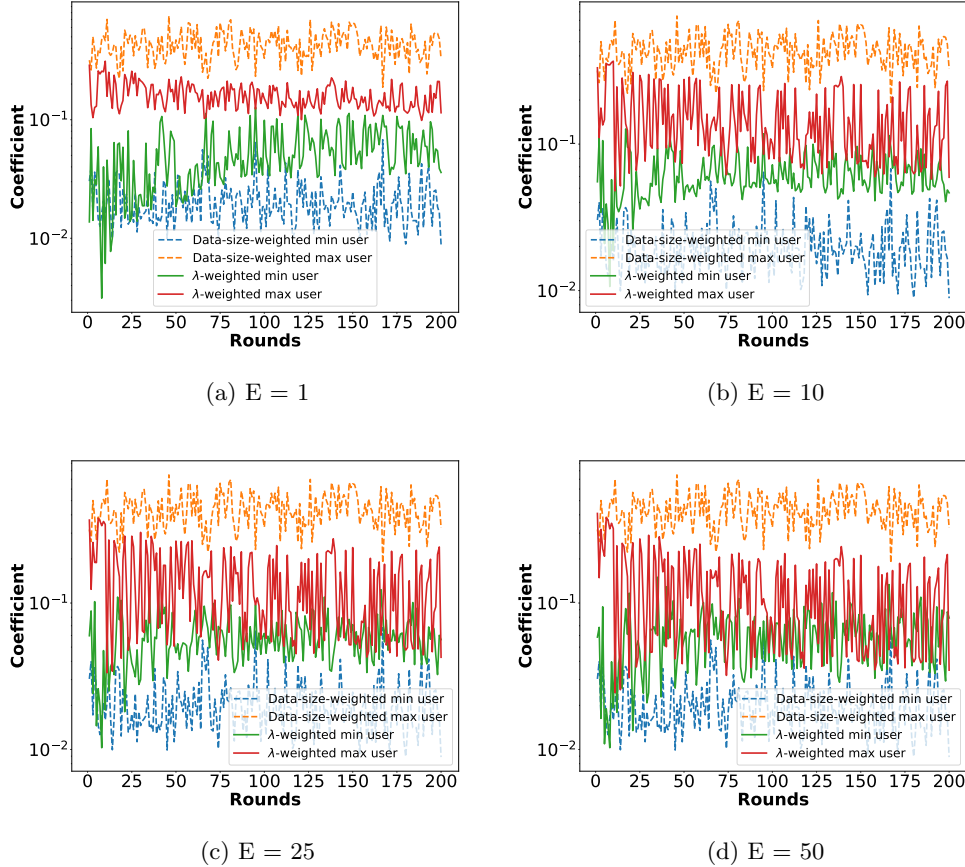 Coefficient
10⁻¹
10⁻²
Data-size-weighted min user
Data-size-weighted max user
λ-weighted min user
λ-weighted max user
0 25 50 75 100 125 150 175 200
Rounds
(a) E = 1
Coefficient
10⁻¹
10⁻²
Data-size-weighted min user
Data-size-weighted max user
λ-weighted min user
λ-weighted max user
0 25 50 75 100 125 150 175 200
Rounds
(b) E = 10
Coefficient
10⁻¹
10⁻²
Data-size-weighted min user
Data-size-weighted max user
λ-weighted min user
λ-weighted max user
0 25 50 75 100 125 150 175 200
Rounds
(c) E = 25
Coefficient
10⁻¹
10⁻²
Data-size-weighted min user
Data-size-weighted max user
λ-weighted min user
λ-weighted max user
0 25 50 75 100 125 150 175 200
Rounds
(d) E = 50